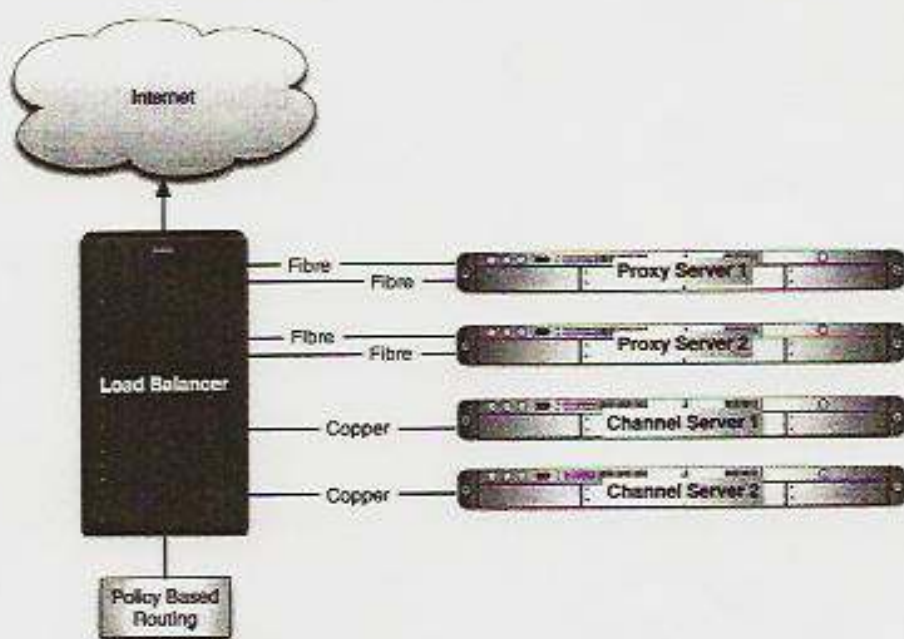 Internet
Fibre
Fibre
Proxy Server 1
Fibre
Fibre
Proxy Server 2
Load Balancer
Copper
Channel Server 1
Copper
Channel Server 2
Policy Based
Routing